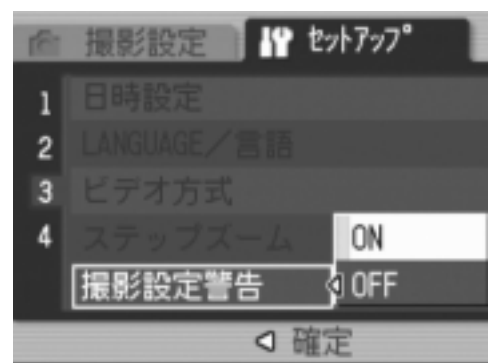 撮影設定 セットアップ
1 日時設定
2 LANGUAGE／言語
3 ビデオ方式
4 ステップズーム ON
撮影設定警告 OFF
確定